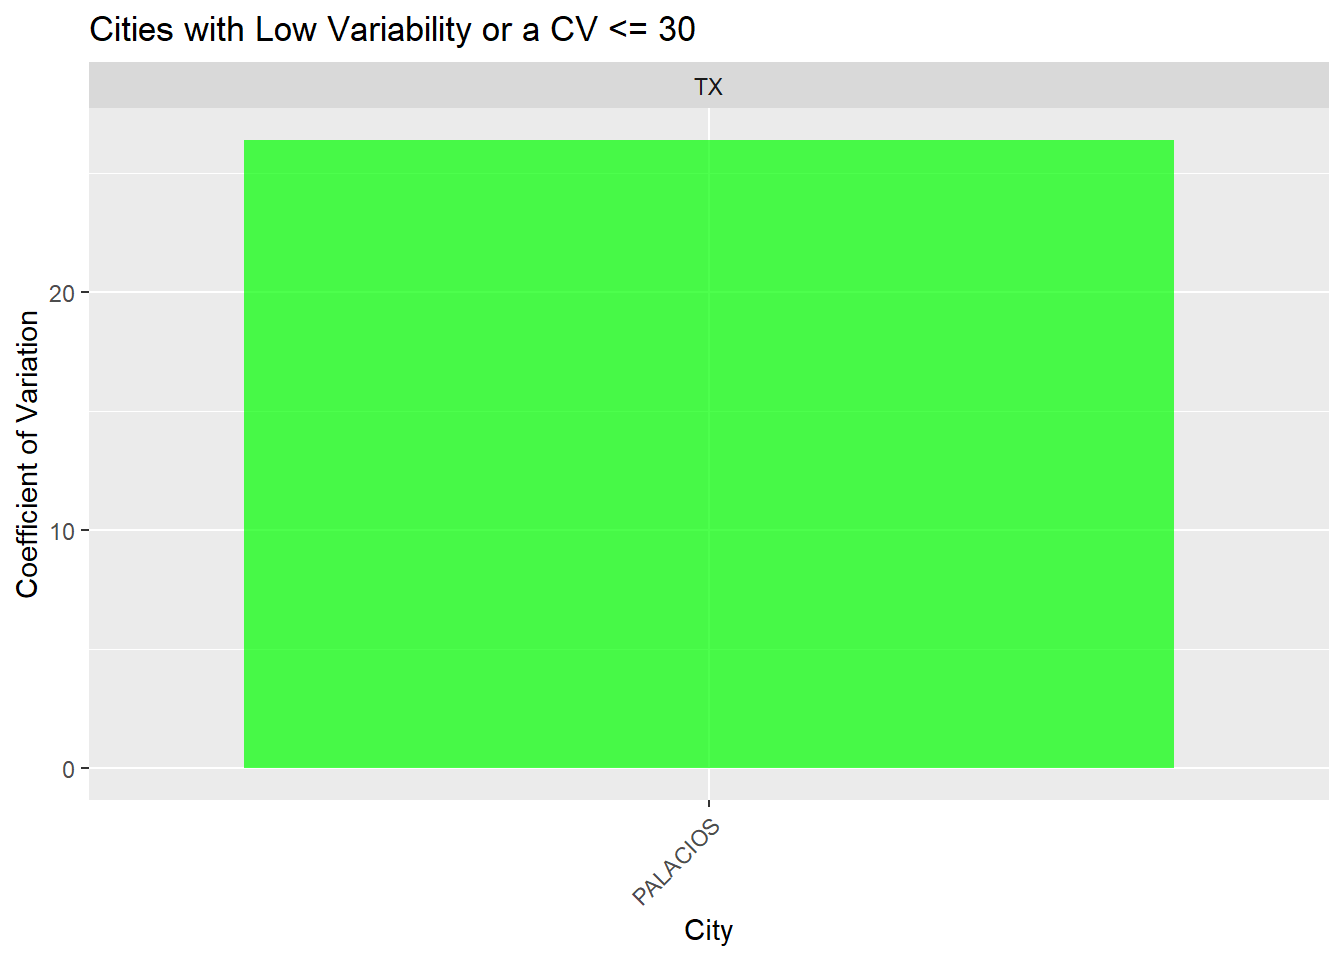 Cities with Low Variability or a CV <= 30
TX
Coefficient of Variation
20
10
0
PALACIOS
City